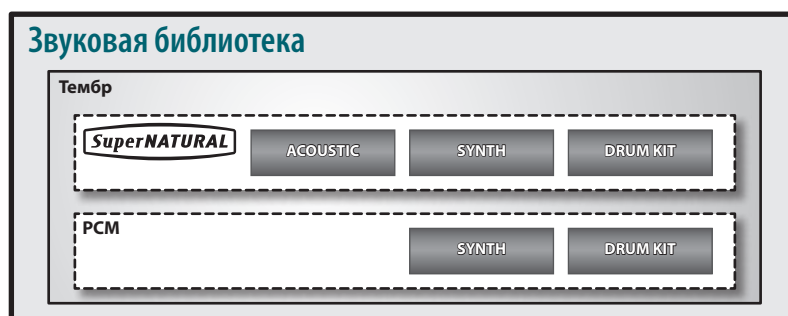 Звуковая библиотека
Тембр
SuperNATURAL ACOUSTIC SYNTH DRUM KIT
PCM
SYNTH DRUM KIT